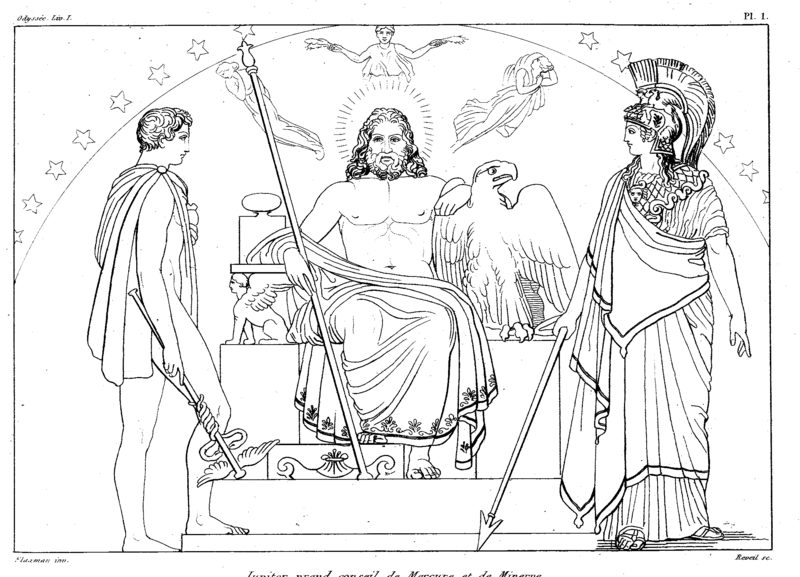 Odyssée. Liv. I.
Pl. 1.
Flaxman inv.
Reveil sc.
Jupiter prend conseil de Mercure et de Minerve